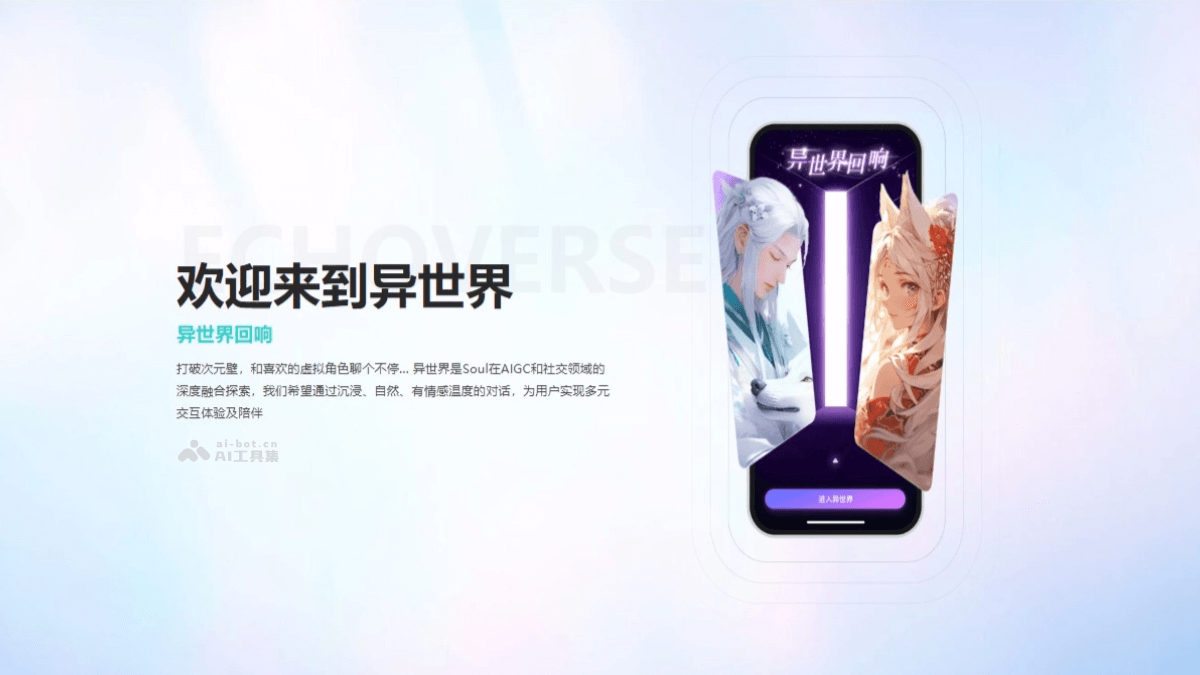 ECHOVERSE
欢迎来到异世界
异世界回响
打破次元壁，和喜欢的虚拟角色聊个不停... 异世界是Soul在AIGC和社交领域的
深度融合探索，我们希望通过沉浸、自然、有情感温度的对话，为用户实现多元
交互体验及陪伴
ai-bot.cn
AI工具集
异世界回响
进入异世界